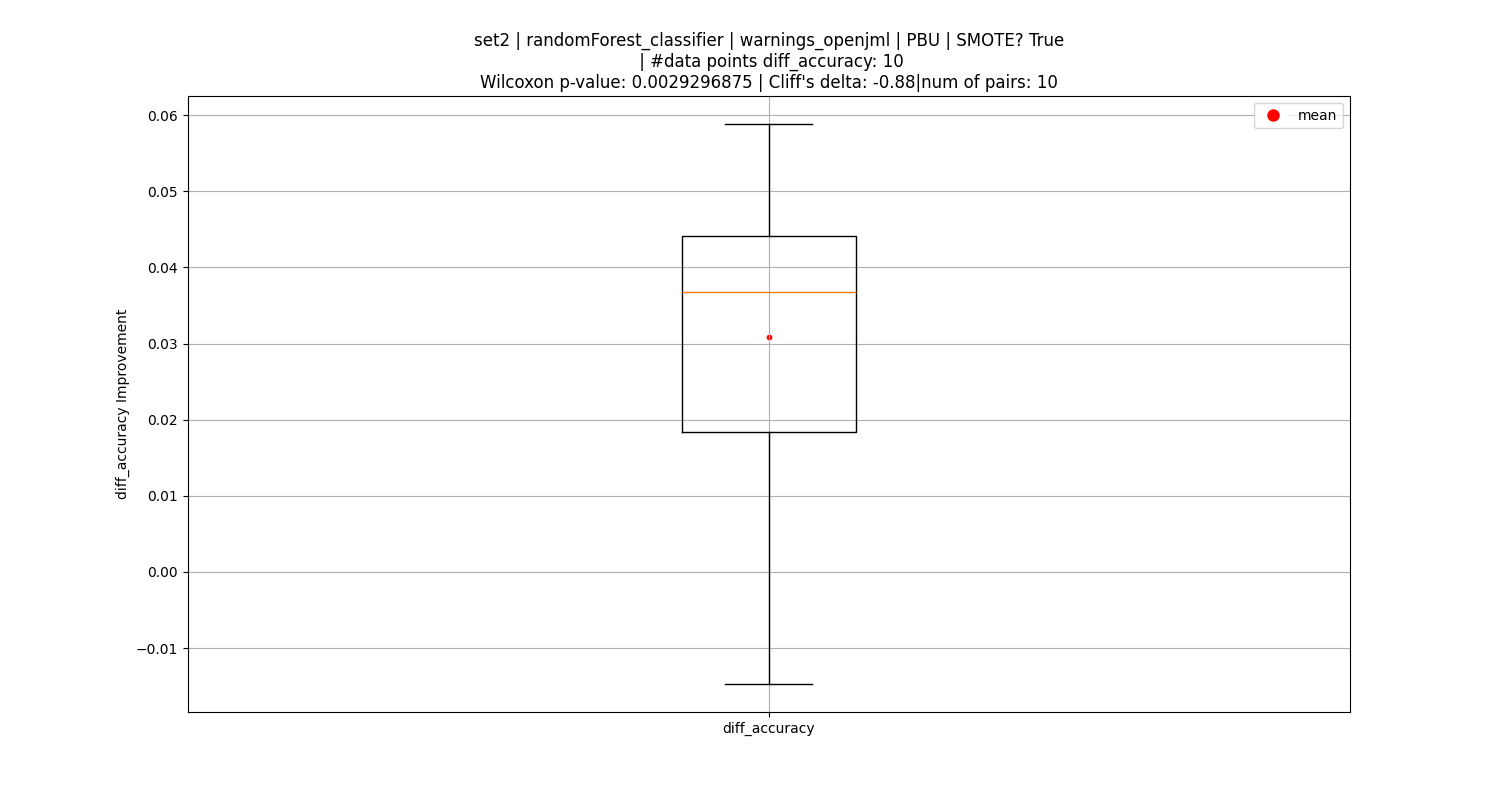 set2 | randomForest_classifier | warnings_openjml | PBU | SMOTE? True
| #data points diff_accuracy: 10
Wilcoxon p-value: 0.0029296875 | Cliff's delta: -0.88|num of pairs: 10
mean
0.06
0.05
0.04
0.03
0.02
0.01
0.00
−0.01
diff_accuracy Improvement
diff_accuracy